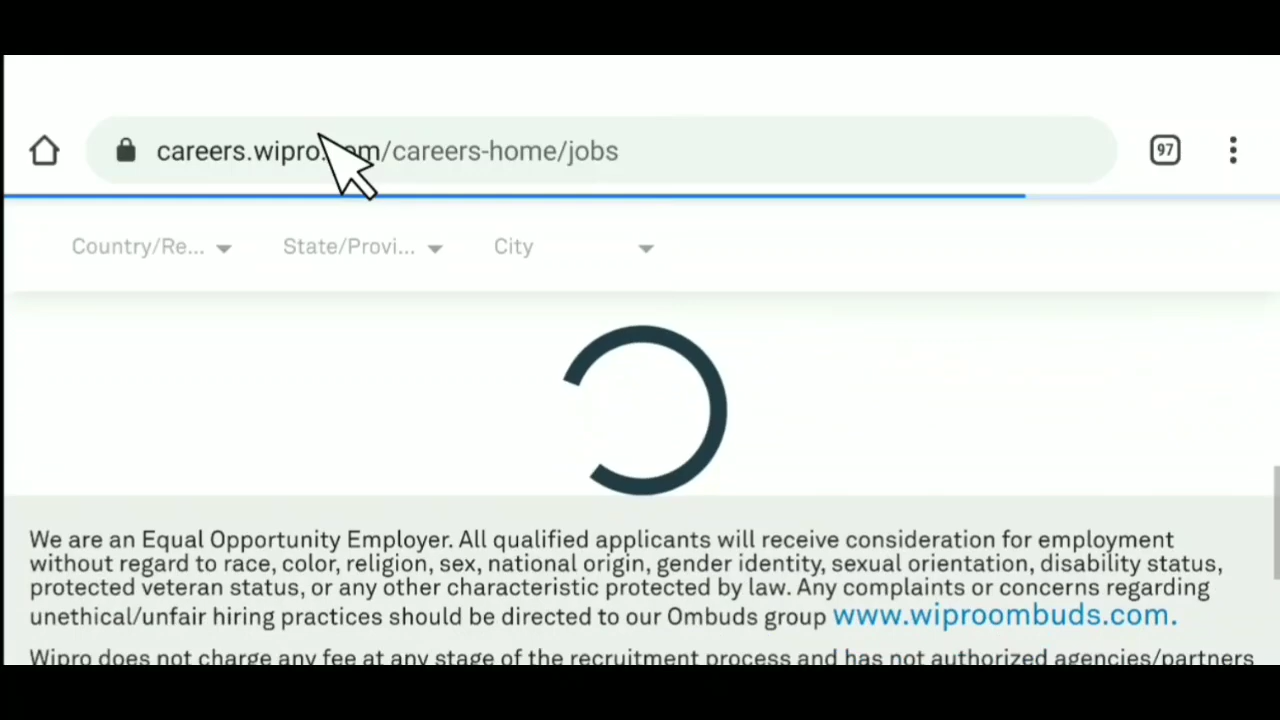 careers.wipro.com/careers-home/jobs
97
Country/Re... State/Provi... City
We are an Equal Opportunity Employer. All qualified applicants will receive consideration for employment
without regard to race, color, religion, sex, national origin, gender identity, sexual orientation, disability status,
protected veteran status, or any other characteristic protected by law. Any complaints or concerns regarding
unethical/unfair hiring practices should be directed to our Ombuds group www.wiproombuds.com.
Wipro does not charge any fee at any stage of the recruitment process and has not authorized agencies/partners